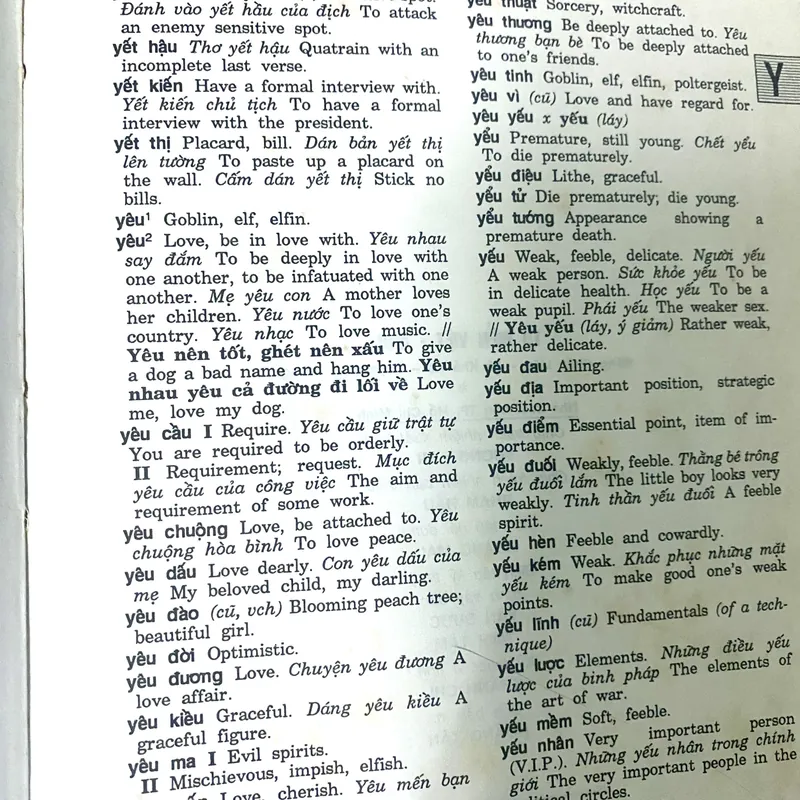 Đánh vào yết hầu của địch To attack
an enemy sensitive spot.
yết hậu Thơ yết hậu Quatrain with an
incomplete last verse.
yết kiến Have a formal interview with.
Yết kiến chủ tịch To have a formal
interview with the president.
yết thị Placard, bill. Dán bản yết thị
lên tường To paste up a placard on
the wall. Cấm dán yết thị Stick no
bills.
yêu¹ Goblin, elf, elfin.
yêu² Love, be in love with. Yêu nhau
say đắm To be deeply in love with
one another, to be infatuated with one
another. Mẹ yêu con A mother loves
her children. Yêu nước To love one's
country. Yêu nhạc To love music. //
Yêu nên tốt, ghét nên xấu To give
a dog a bad name and hang him. Yêu
nhau yêu cả đường đi lối về Love
me, love my dog.
yêu cầu I Require. Yêu cầu giữ trật tự
You are required to be orderly.
II Requirement; request. Mục đích
yêu cầu của công việc The aim and
requirement of some work.
yêu chuộng Love, be attached to. Yêu
chuộng hòa bình To love peace.
yêu dấu Love dearly. Con yêu dấu của
mẹ My beloved child, my darling.
yêu đào (cũ, vch) Blooming peach tree;
beautiful girl.
yêu đời Optimistic.
yêu đương Love. Chuyện yêu đương A
love affair.
yêu kiều Graceful. Dáng yêu kiều A
graceful figure.
yêu ma I Evil spirits.
II Mischievous, impish, elfish.
Love, cherish. Yêu mến bạn
yêu thuật Sorcery, witchcraft.
yêu thương Be deeply attached to. Yêu
thương bạn bè To be deeply attached
to one's friends.
yêu tinh Goblin, elf, elfin, poltergeist.
yêu vì (cũ) Love and have regard for.
yêu yếu x yếu (láy)
yểu Premature, still young. Chết yểu
To die prematurely.
yểu điệu Lithe, graceful.
yểu tử Die prematurely; die young.
yểu tướng Appearance showing a
premature death.
yếu Weak, feeble, delicate. Người yếu
A weak person. Sức khỏe yếu To be
in delicate health. Học yếu To be a
weak pupil. Phái yếu The weaker sex.
// Yêu yếu (láy, ý giảm) Rather weak,
rather delicate.
yếu đau Ailing.
yếu địa Important position, strategic
position.
yếu điểm Essential point, item of im-
portance.
yếu đuối Weakly, feeble. Thằng bé trông
yếu đuối lắm The little boy looks very
weakly. Tinh thần yếu đuối A feeble
spirit.
yếu hèn Feeble and cowardly.
yếu kém Weak. Khắc phục những mặt
yếu kém To make good one's weak
points.
yếu lĩnh (cũ) Fundamentals (of a tech-
nique)
yếu lược Elements. Những điều yếu
lược của binh pháp The elements of
the art of war.
yếu mềm Soft, feeble.
yếu nhân Very important person
(V.I.P.). Những yếu nhân trong chính
giới The very important people in the
circles.
Y